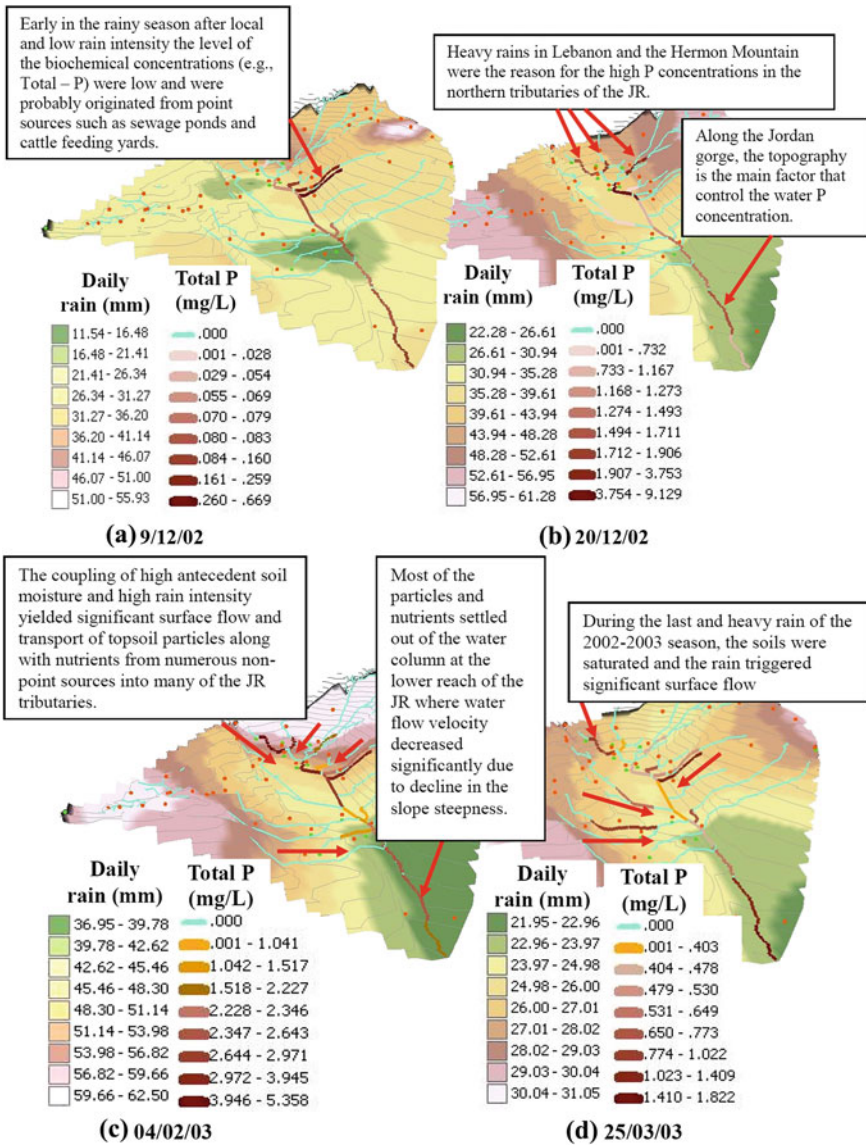 Early in the rainy season after local
and low rain intensity the level of
the biochemical concentrations (e.g.,
Total – P) were low and were
probably originated from point
sources such as sewage ponds and
cattle feeding yards.
Heavy rains in Lebanon and the Hermon Mountain
were the reason for the high P concentrations in the
northern tributaries of the JR.
Along the Jordan
gorge, the topography
is the main factor that
control the water P
concentration.
Daily
rain (mm)
11.54 - 16.48
16.48 - 21.41
21.41 - 26.34
26.34 - 31.27
31.27 - 36.20
36.20 - 41.14
41.14 - 46.07
46.07 - 51.00
51.00 - 55.93
Total P
(mg/L)
.000
.001 - .028
.029 - .054
.055 - .069
.070 - .079
.080 - .083
.084 - .160
.161 - .259
.260 - .669
(a) 9/12/02
Daily
rain (mm)
22.28 - 26.61
26.61 - 30.94
30.94 - 35.28
35.28 - 39.61
39.61 - 43.94
43.94 - 48.28
48.28 - 52.61
52.61 - 56.95
56.95 - 61.28
Total P
(mg/L)
.000
.001 - .732
.733 - 1.167
1.168 - 1.273
1.274 - 1.493
1.494 - 1.711
1.712 - 1.906
1.907 - 3.753
3.754 - 9.129
(b) 20/12/02
The coupling of high antecedent soil
moisture and high rain intensity
yielded significant surface flow and
transport of topsoil particles along
with nutrients from numerous non-
point sources into many of the JR
tributaries.
Most of the
particles and
nutrients settled
out of the water
column at the
lower reach of the
JR where water
flow velocity
decreased
significantly due
to decline in the
slope steepness.
During the last and heavy rain of the
2002-2003 season, the soils were
saturated and the rain triggered
significant surface flow
Daily
rain (mm)
36.95 - 39.78
39.78 - 42.62
42.62 - 45.46
45.46 - 48.30
48.30 - 51.14
51.14 - 53.98
53.98 - 56.82
56.82 - 59.66
59.66 - 62.50
Total P
(mg/L)
.000
.001 - 1.041
1.042 - 1.517
1.518 - 2.227
2.228 - 2.346
2.347 - 2.643
2.644 - 2.971
2.972 - 3.945
3.946 - 5.358
(c) 04/02/03
Daily
rain (mm)
21.95 - 22.96
22.96 - 23.97
23.97 - 24.98
24.98 - 26.00
26.00 - 27.01
27.01 - 28.02
28.02 - 29.03
29.03 - 30.04
30.04 - 31.05
Total P
(mg/L)
.000
.001 - .403
.404 - .478
.479 - .530
.531 - .649
.650 - .773
.774 - 1.022
1.023 - 1.409
1.410 - 1.822
(d) 25/03/03